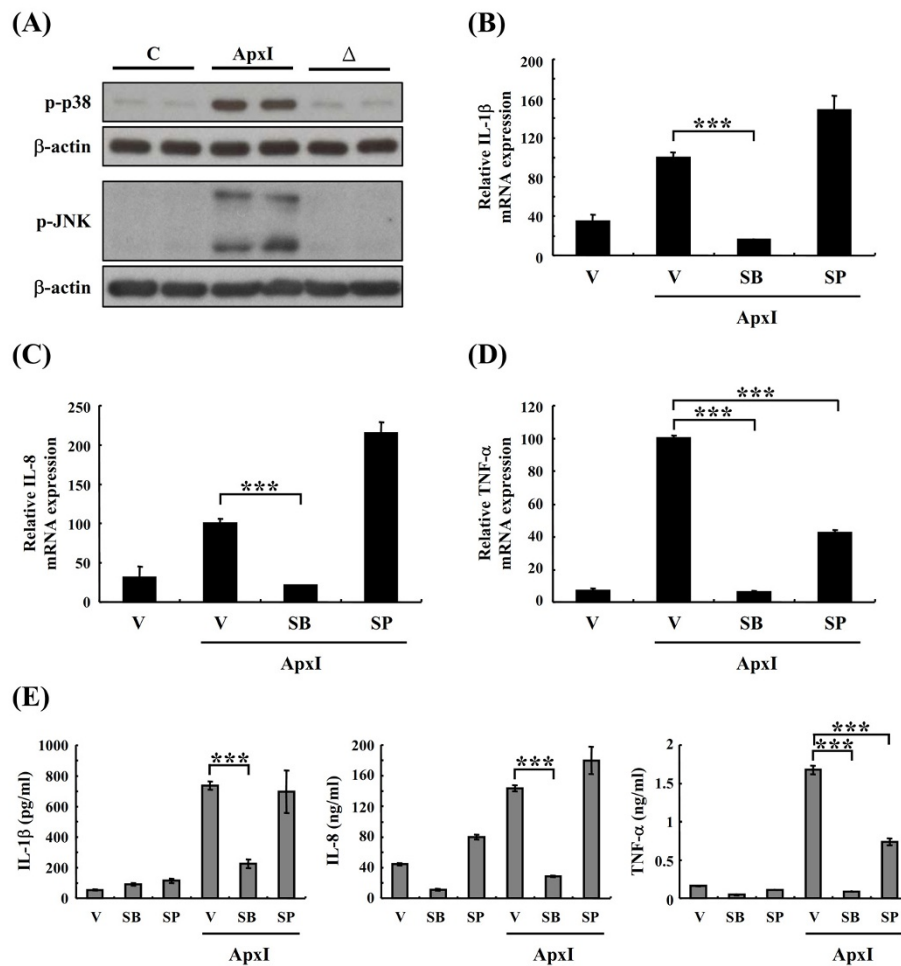 (A)
C ApxI Δ
p-p38
β-actin
p-JNK
β-actin
(B)
Relative IL-1β
mRNA expression
200
160
120
80
40
0
***
V V SB SP
ApxI
(C)
Relative IL-8
mRNA expression
250
200
150
100
50
0
***
V V SB SP
ApxI
(D)
Relative TNF-α
mRNA expression
120
100
80
60
40
20
0
***
***
V V SB SP
ApxI
(E)
IL-1β (pg/ml)
1000
800
600
400
200
0
***
V SB SP V SB SP
ApxI
IL-8 (ng/ml)
200
160
120
80
40
0
***
V SB SP V SB SP
ApxI
TNF-α (ng/ml)
2
1.5
1
0.5
0
***
***
V SB SP V SB SP
ApxI